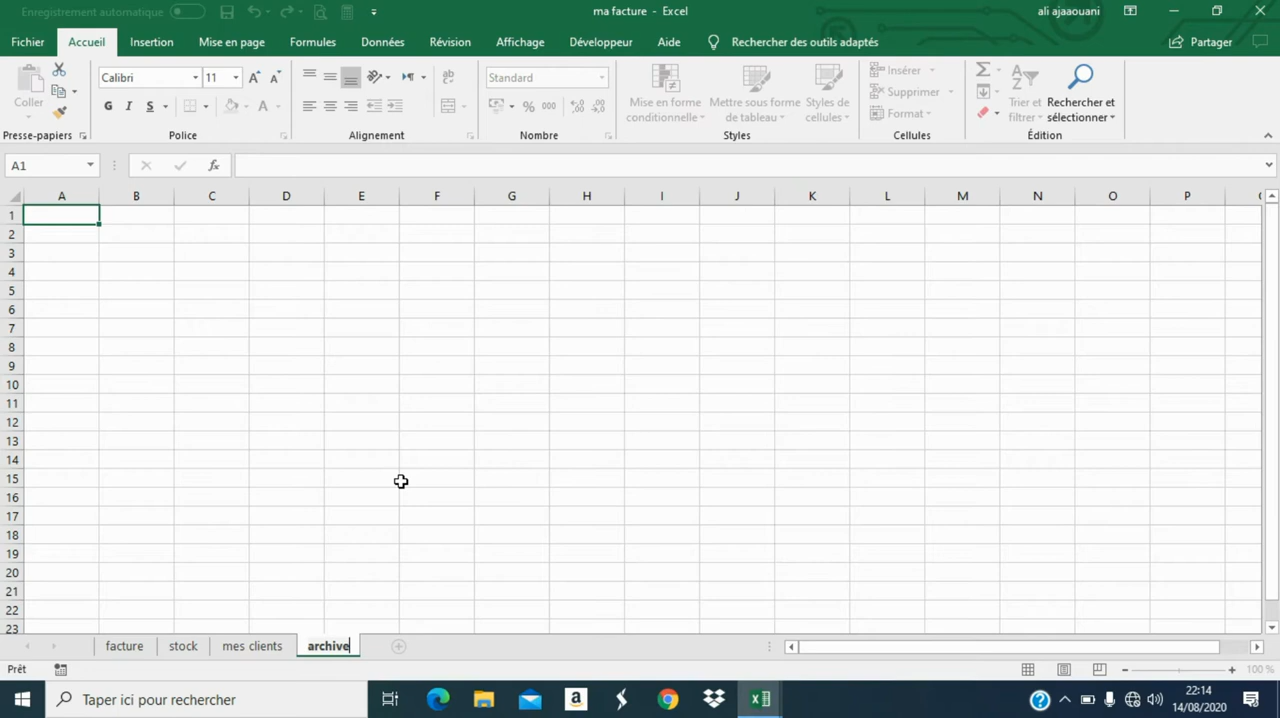 Enregistrement automatique
ma facture - Excel
ali ajaaouani
Fichier Accueil Insertion Mise en page Formules Données Révision Affichage Développeur Aide Rechercher des outils adaptés Partager
Coller
Presse-papiers
Calibri 11
G I S
Police
Alignement
Standard
% 000
Nombre
Mise en forme conditionnelle
Mettre sous forme de tableau
Styles de cellules
Styles
Insérer
Supprimer
Format
Cellules
Trier et filtrer
Rechercher et sélectionner
Édition
A1
fx
A B C D E F G H I J K L M N O P
1
2
3
4
5
6
7
8
9
10
11
12
13
14
15
16
17
18
19
20
21
22
23
facture stock mes clients archive
Prêt
100 %
Taper ici pour rechercher
22:14
14/08/2020